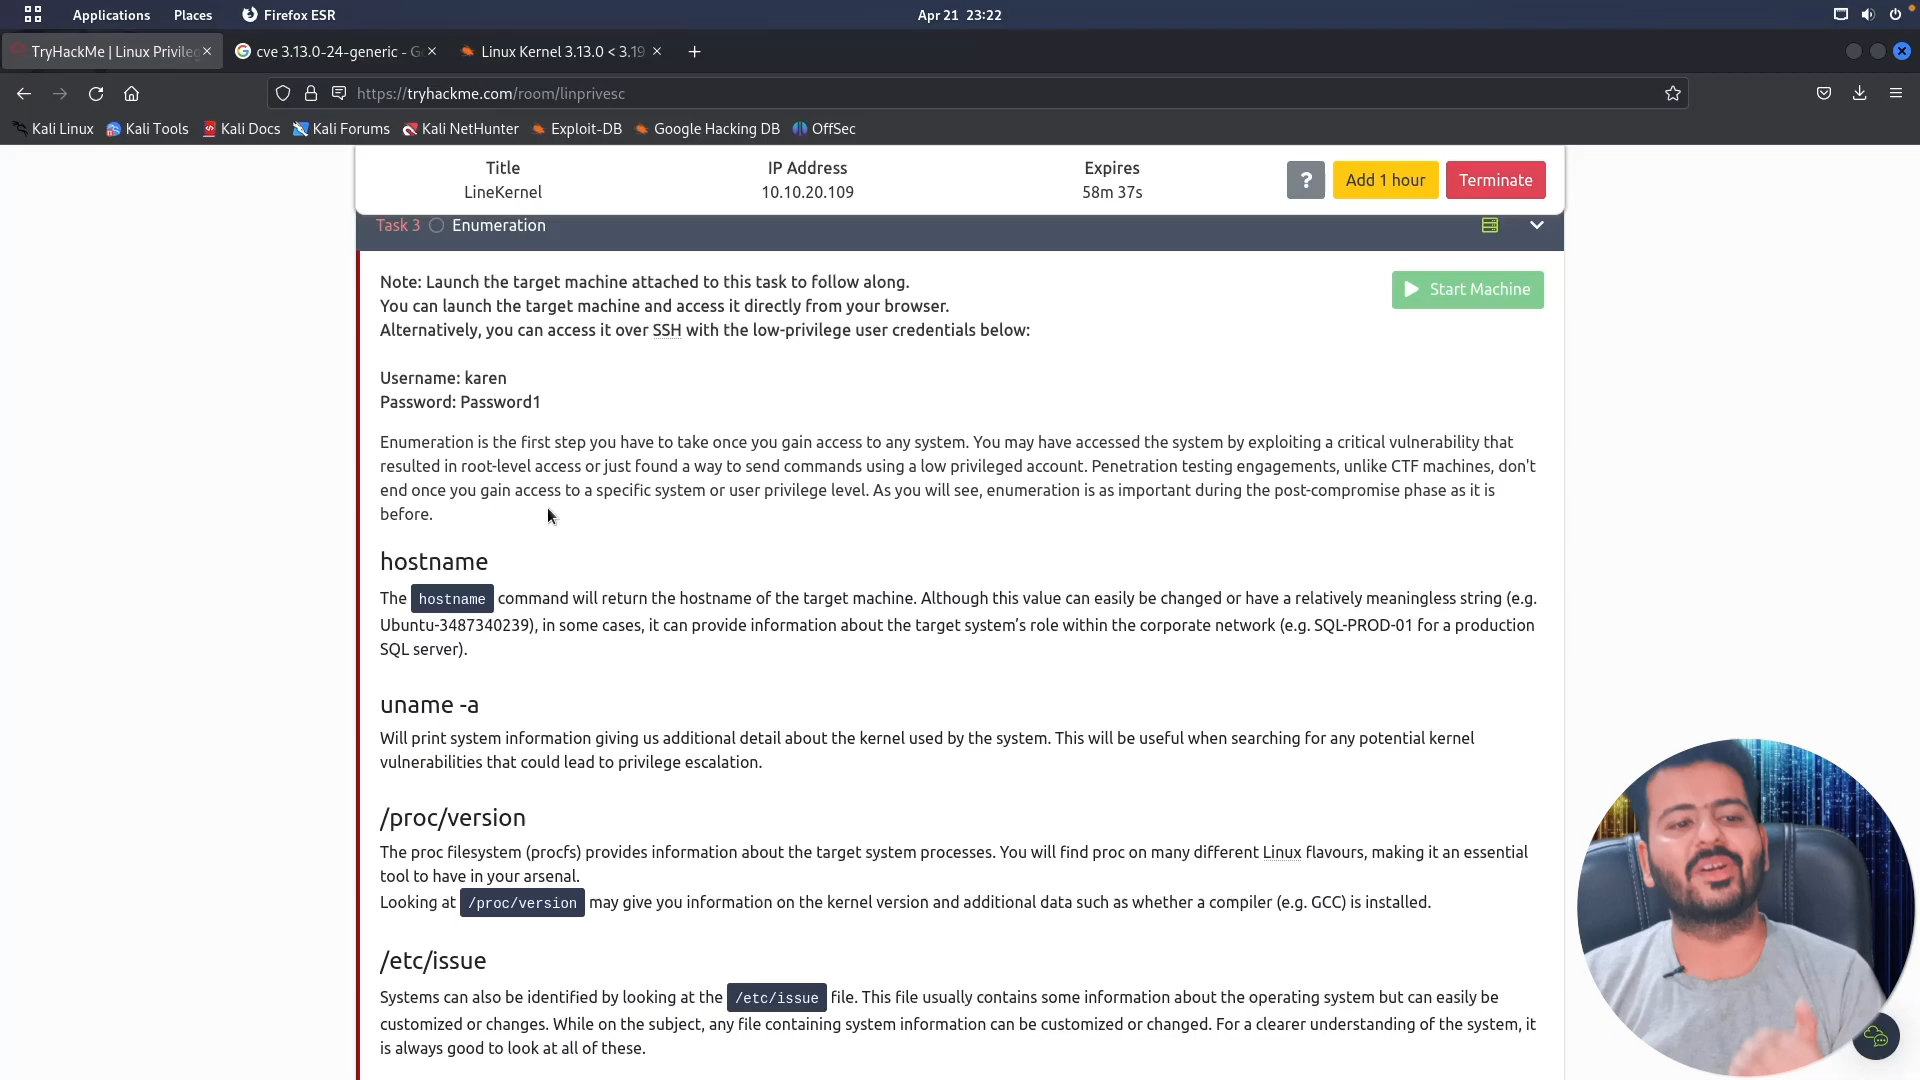 Applications Places Firefox ESR Apr 21 23:22
TryHackMe | Linux Privileg cve 3.13.0-24-generic - G Linux Kernel 3.13.0 < 3.19
https://tryhackme.com/room/linprivesc
Kali Linux Kali Tools Kali Docs Kali Forums Kali NetHunter Exploit-DB Google Hacking DB OffSec
Title IP Address Expires
LineKernel 10.10.20.109 58m 37s ? Add 1 hour Terminate
Task 3 Enumeration
Note: Launch the target machine attached to this task to follow along.
Start Machine
You can launch the target machine and access it directly from your browser.
Alternatively, you can access it over SSH with the low-privilege user credentials below:
Username: karen
Password: Password1
Enumeration is the first step you have to take once you gain access to any system. You may have accessed the system by exploiting a critical vulnerability that
resulted in root-level access or just found a way to send commands using a low privileged account. Penetration testing engagements, unlike CTF machines, don't
end once you gain access to a specific system or user privilege level. As you will see, enumeration is as important during the post-compromise phase as it is
before.
hostname
The hostname command will return the hostname of the target machine. Although this value can easily be changed or have a relatively meaningless string (e.g.
Ubuntu-3487340239), in some cases, it can provide information about the target system’s role within the corporate network (e.g. SQL-PROD-01 for a production
SQL server).
uname -a
Will print system information giving us additional detail about the kernel used by the system. This will be useful when searching for any potential kernel
vulnerabilities that could lead to privilege escalation.
/proc/version
The proc filesystem (procfs) provides information about the target system processes. You will find proc on many different Linux flavours, making it an essential
tool to have in your arsenal.
Looking at /proc/version may give you information on the kernel version and additional data such as whether a compiler (e.g. GCC) is installed.
/etc/issue
Systems can also be identified by looking at the /etc/issue file. This file usually contains some information about the operating system but can easily be
customized or changes. While on the subject, any file containing system information can be customized or changed. For a clearer understanding of the system, it
is always good to look at all of these.